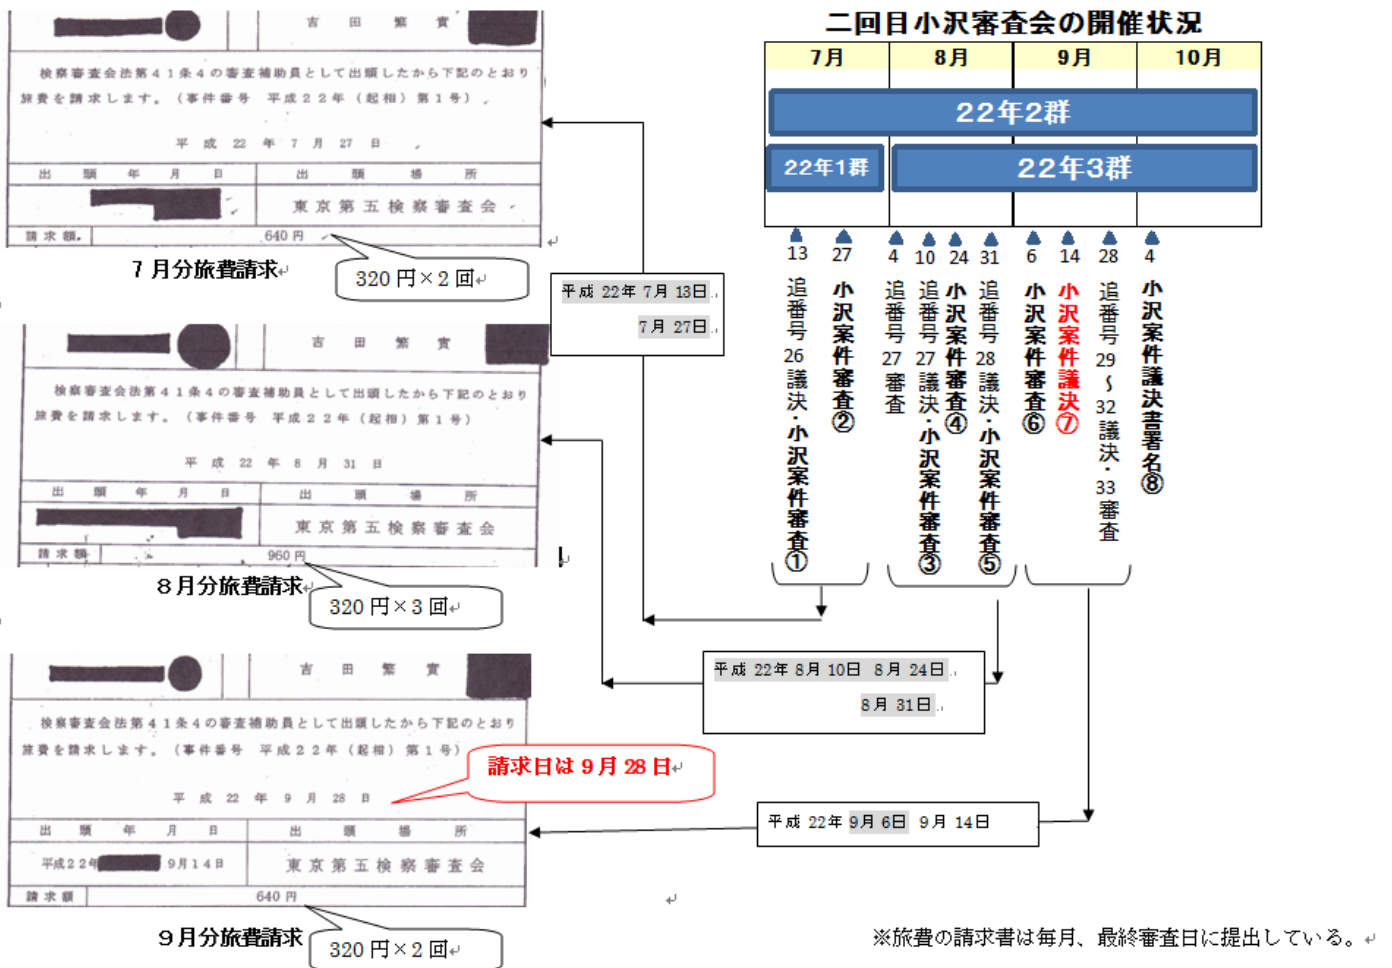 吉 田 繁 實
検察審査会法第４１条４の審査補助員として出頭したから下記のとおり
旅費を請求します。（事件番号　平成２２年（起相）第１号）
平 成 22 年 7 月 27 日
出 頭 年 月 日　出 頭 場 所
東京第五検察審査会
請求額　640円
7月分旅費請求
320円×2回
吉 田 繁 實
検察審査会法第４１条４の審査補助員として出頭したから下記のとおり
旅費を請求します。（事件番号　平成２２年（起相）第１号）
平 成 22 年 8 月 31 日
出 頭 年 月 日　出 頭 場 所
東京第五検察審査会
請求額　960円
8月分旅費請求
320円×3回
吉 田 繁 實
検察審査会法第４１条４の審査補助員として出頭したから下記のとおり
旅費を請求します。（事件番号　平成２２年（起相）第１号）
平 成 22 年 9 月 28 日
請求日は9月28日
出 頭 年 月 日　出 頭 場 所
平成２２年　９月１４日　東京第五検察審査会
請求額　640円
9月分旅費請求
320円×2回
二回目小沢審査会の開催状況
7月　8月　9月　10月
22年2群
22年1群　22年3群
13　27　4　10　24　31　6　14　28　4
追番号26議決・小沢案件審査①
小沢案件審査②
追番号27審査
追番号27議決・小沢案件審査③
小沢案件審査④
追番号28議決・小沢案件審査⑤
小沢案件審査⑥
小沢案件議決⑦
追番号29～32議決・33審査
小沢案件議決書署名⑧
平成 22年 7月 13日
7月 27日
平成 22年 8月 10日　8月 24日
8月 31日
平成 22年 9月 6日　9月 14日
※旅費の請求書は毎月、最終審査日に提出している。